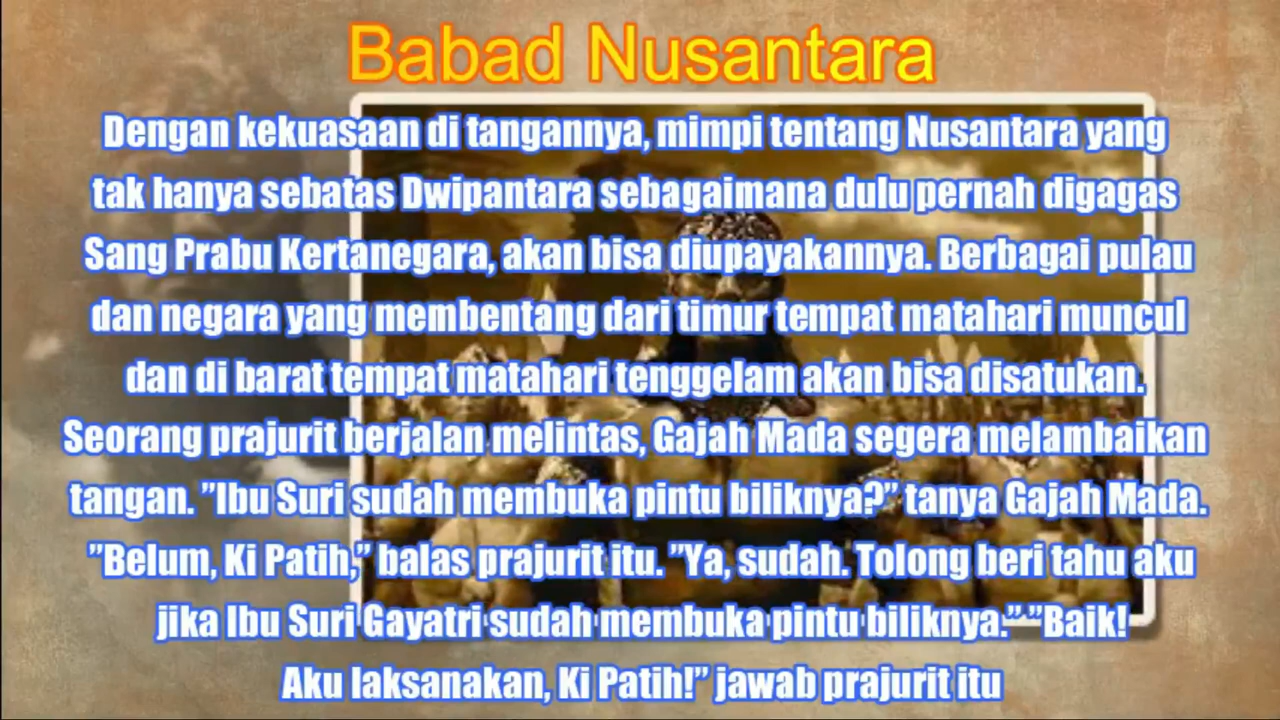 Babad Nusantara
Dengan kekuasaan di tangannya, mimpi tentang Nusantara yang
tak hanya sebatas Dwipantara sebagaimana dulu pernah digagas
Sang Prabu Kertanegara, akan bisa diupayakannya. Berbagai pulau
dan negara yang membentang dari timur tempat matahari muncul
dan di barat tempat matahari tenggelam akan bisa disatukan.
Seorang prajurit berjalan melintas, Gajah Mada segera melambaikan
tangan. ”Ibu Suri sudah membuka pintu biliknya?” tanya Gajah Mada.
”Belum, Ki Patih,” balas prajurit itu. ”Ya, sudah. Tolong beri tahu aku
jika Ibu Suri Gayatri sudah membuka pintu biliknya.” ”Baik!
Aku laksanakan, Ki Patih!” jawab prajurit itu